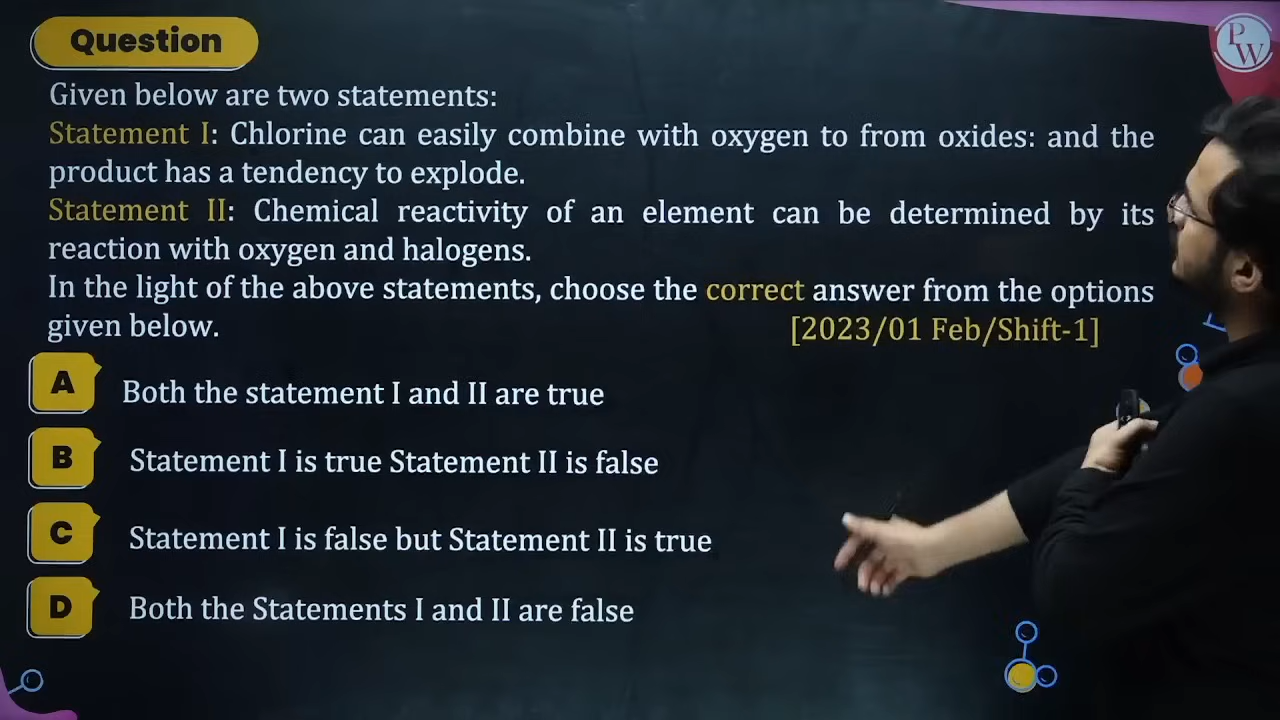 Question
PW
Given below are two statements:
Statement I: Chlorine can easily combine with oxygen to from oxides: and the
product has a tendency to explode.
Statement II: Chemical reactivity of an element can be determined by its
reaction with oxygen and halogens.
In the light of the above statements, choose the correct answer from the options
given below. [2023/01 Feb/Shift-1]
A Both the statement I and II are true
B Statement I is true Statement II is false
C Statement I is false but Statement II is true
D Both the Statements I and II are false